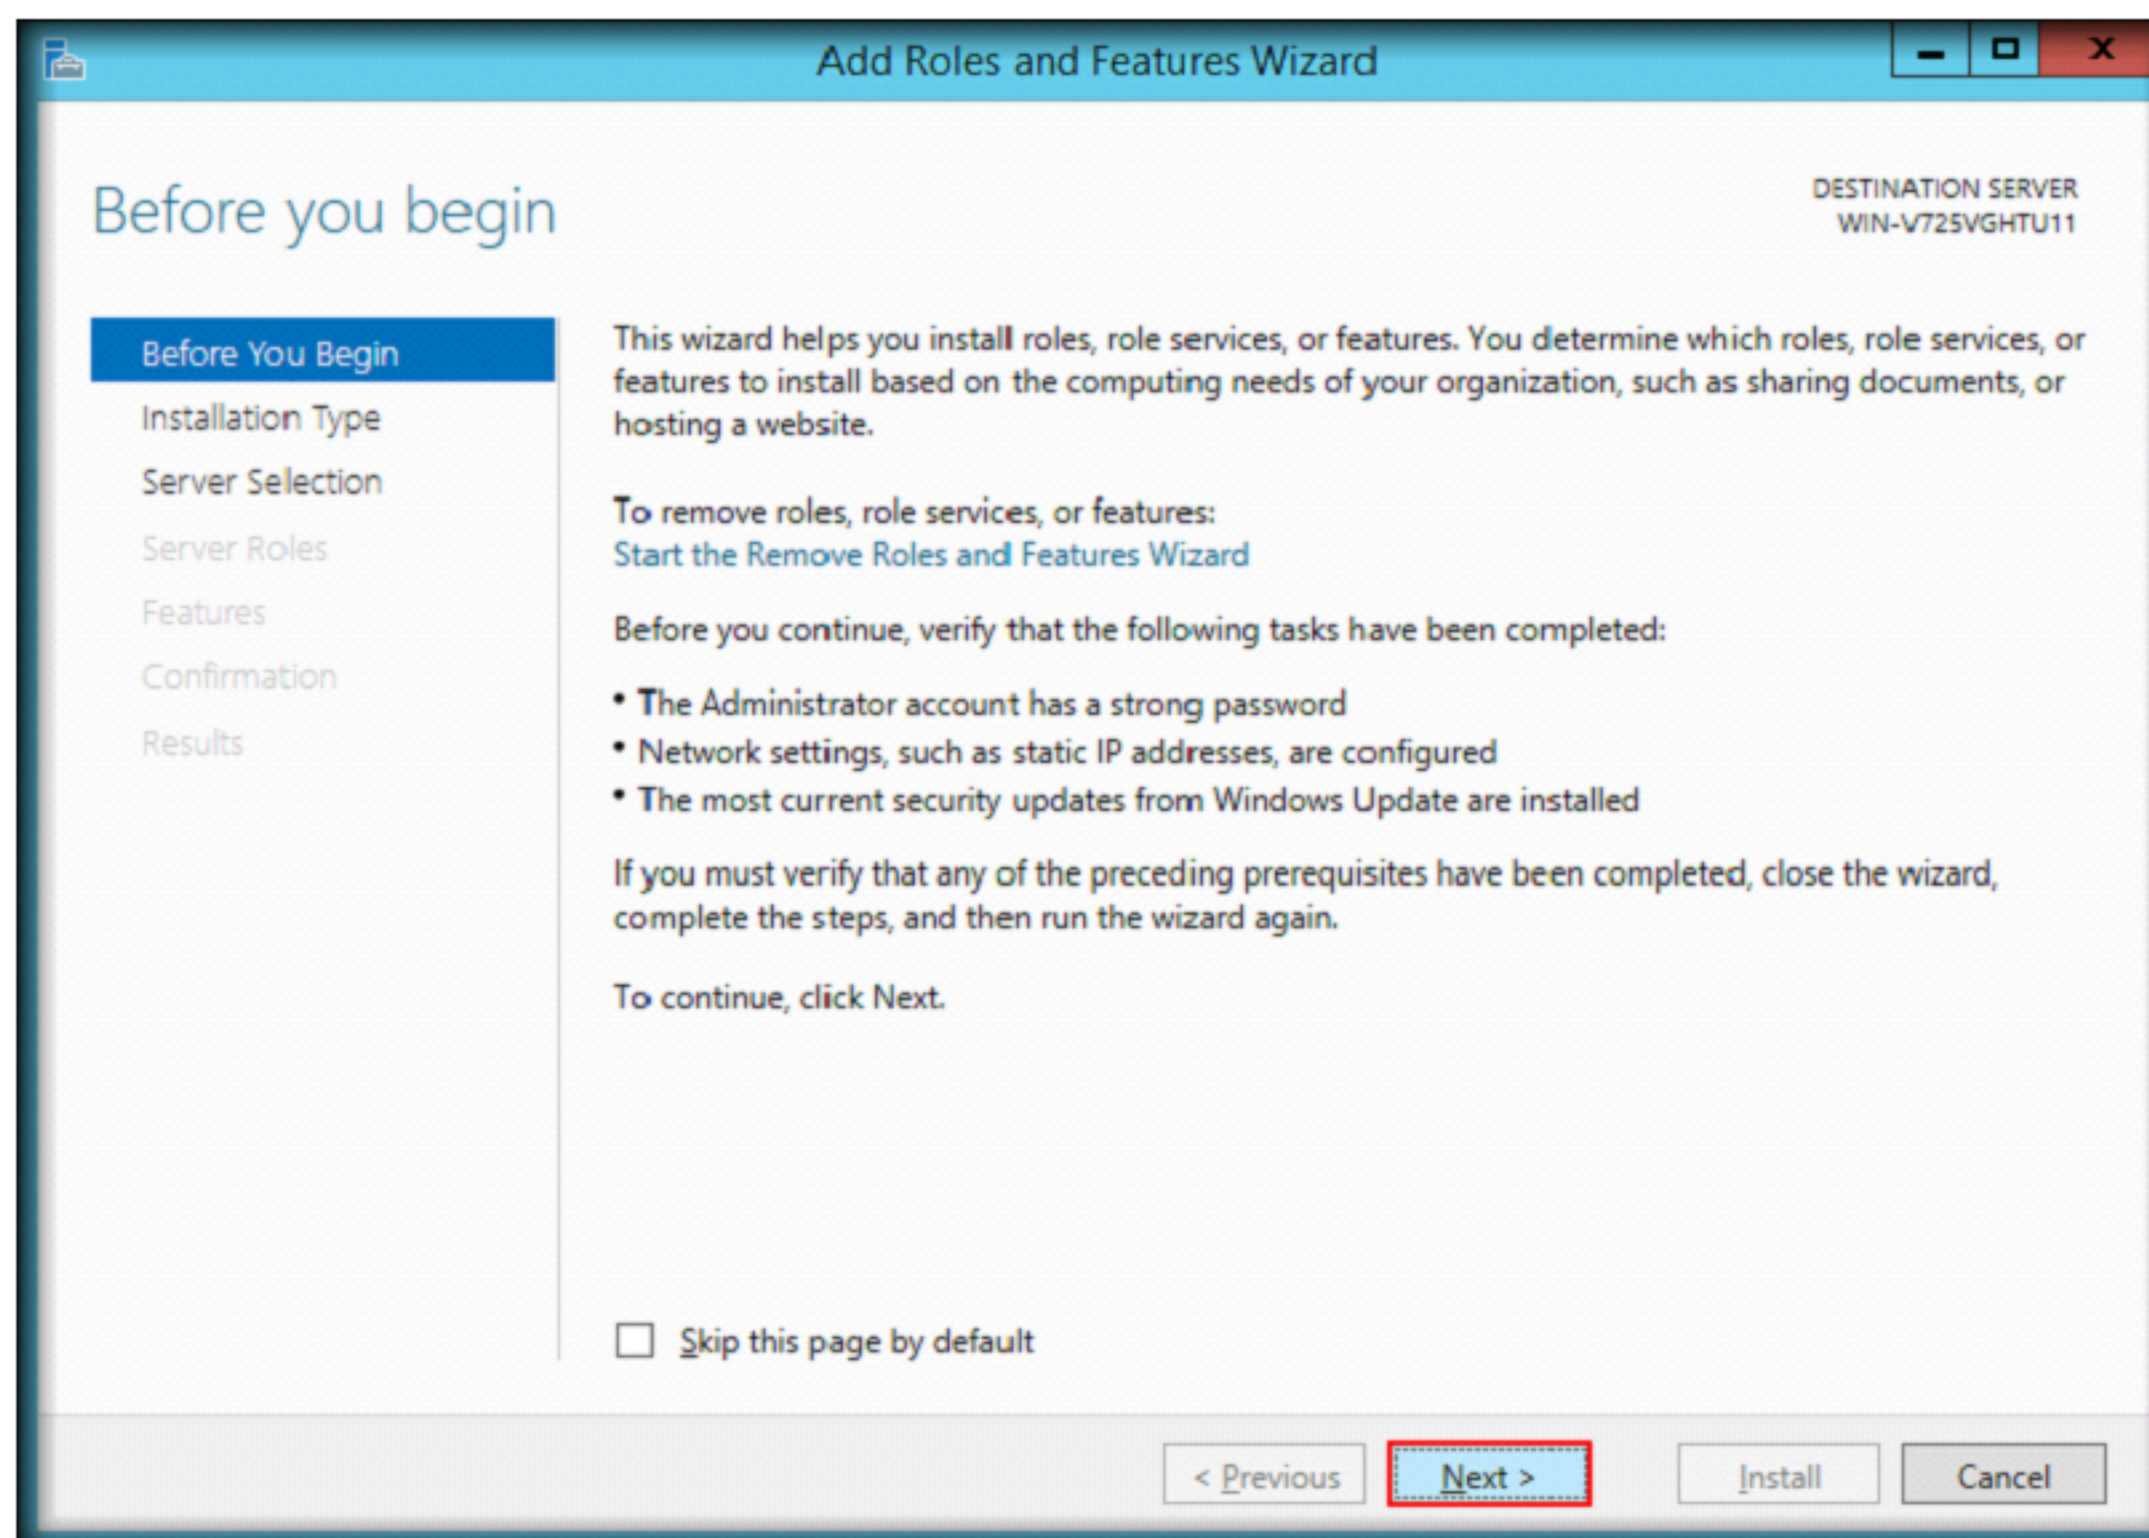 Add Roles and Features Wizard
Before you begin
DESTINATION SERVER
WIN-V725VGHTU11
Before You Begin
Installation Type
Server Selection
Server Roles
Features
Confirmation
Results
This wizard helps you install roles, role services, or features. You determine which roles, role services, or
features to install based on the computing needs of your organization, such as sharing documents, or
hosting a website.
To remove roles, role services, or features:
Start the Remove Roles and Features Wizard
Before you continue, verify that the following tasks have been completed:
• The Administrator account has a strong password
• Network settings, such as static IP addresses, are configured
• The most current security updates from Windows Update are installed
If you must verify that any of the preceding prerequisites have been completed, close the wizard,
complete the steps, and then run the wizard again.
To continue, click Next.
Skip this page by default
< Previous
Next >
Install
Cancel